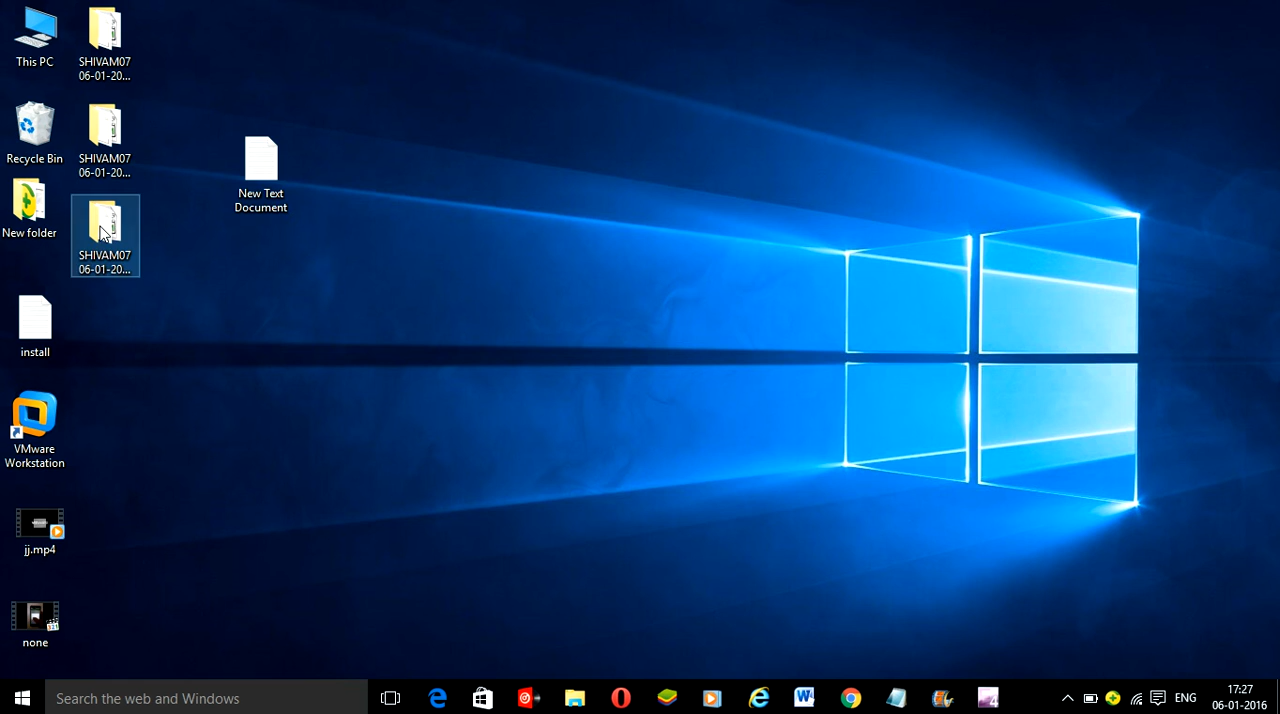 This PC
SHIVAM07
06-01-20...
Recycle Bin
SHIVAM07
06-01-20...
New Text
Document
New folder
SHIVAM07
06-01-20...
install
VMware
Workstation
jj.mp4
none
Search the web and Windows
ENG
17:27
06-01-2016